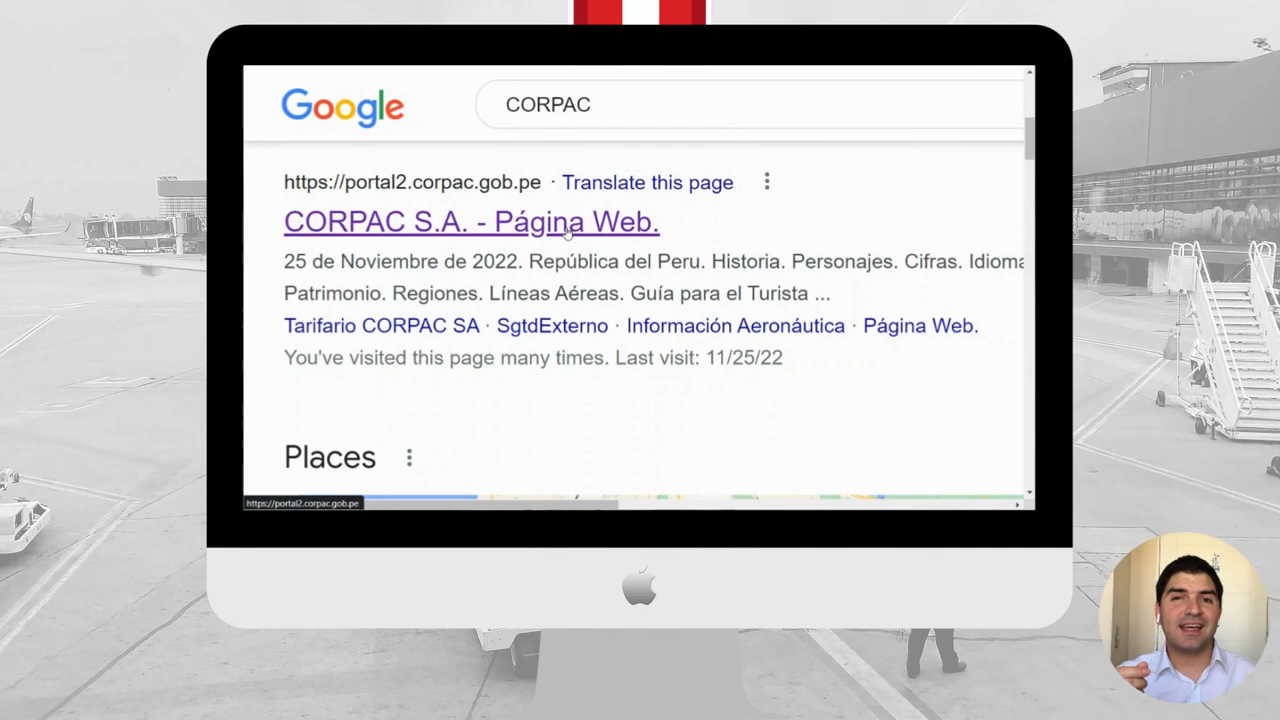 Google
CORPAC
https://portal2.corpac.gob.pe · Translate this page
CORPAC S.A. - Página Web.
25 de Noviembre de 2022. República del Peru. Historia. Personajes. Cifras. Idioma
Patrimonio. Regiones. Líneas Aéreas. Guía para el Turista ...
Tarifario CORPAC SA · SgtdExterno · Información Aeronáutica · Página Web.
You've visited this page many times. Last visit: 11/25/22
Places
https://portal2.corpac.gob.pe